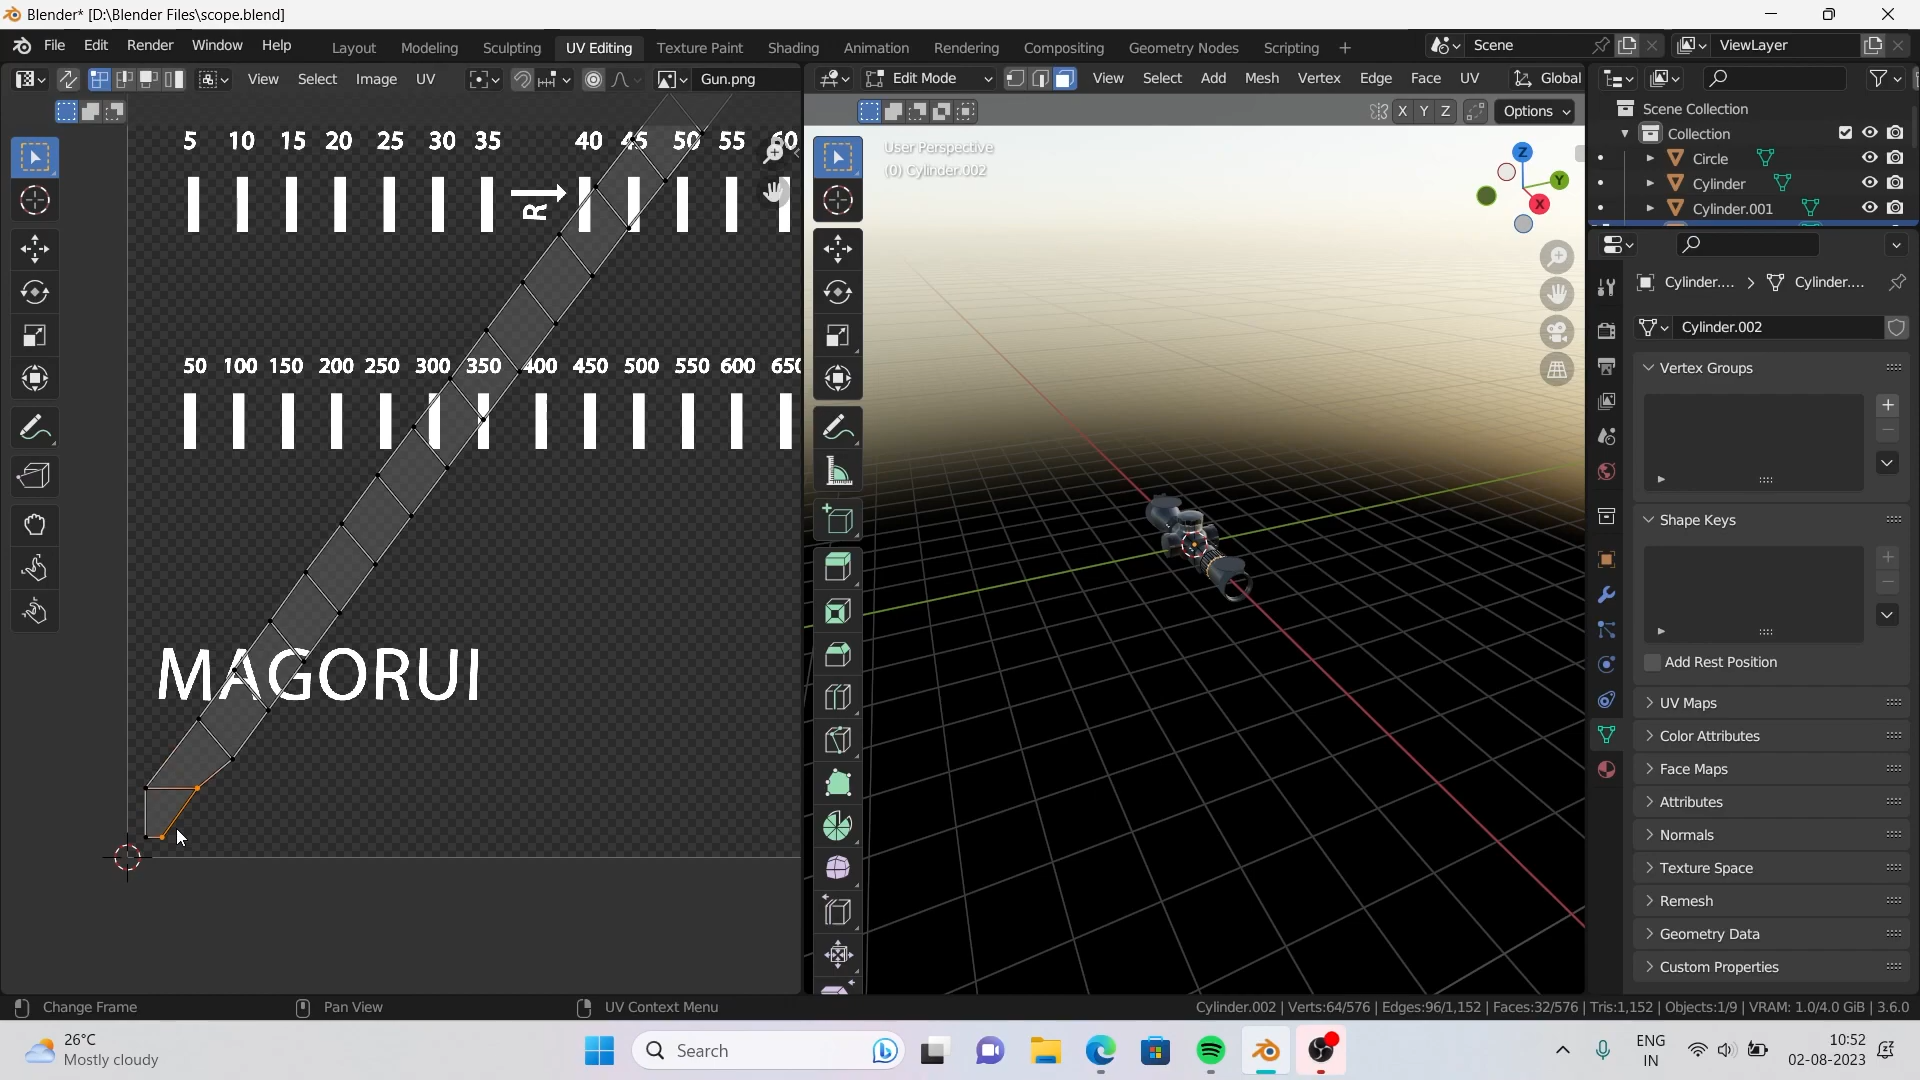 Blender* [D:\Blender Files\scope.blend]
File Edit Render Window Help Layout Modeling Sculpting UV Editing Texture Paint Shading Animation Rendering Compositing Geometry Nodes Scripting + Scene ViewLayer
View Select Image UV Gun.png Edit Mode View Select Add Mesh Vertex Edge Face UV Global
X Y Z Options
Scene Collection
Collection
Circle
Cylinder
Cylinder.001
5 10 15 20 25 30 35 40 45 50 55 60
R
User Perspective
(0) Cylinder.002
Z
Y
X
Cylinder.... > Cylinder....
Cylinder.002
Vertex Groups
50 100 150 200 250 300 350 400 450 500 550 600 650
Shape Keys
MAGORUI
Add Rest Position
UV Maps
Color Attributes
Face Maps
Attributes
Normals
Texture Space
Remesh
Geometry Data
Custom Properties
Change Frame Pan View UV Context Menu Cylinder.002 | Verts:64/576 | Edges:96/1,152 | Faces:32/576 | Tris:1,152 | Objects:1/9 | VRAM: 1.0/4.0 GiB | 3.6.0
26°C
Mostly cloudy
Search
ENG
IN
10:52
02-08-2023